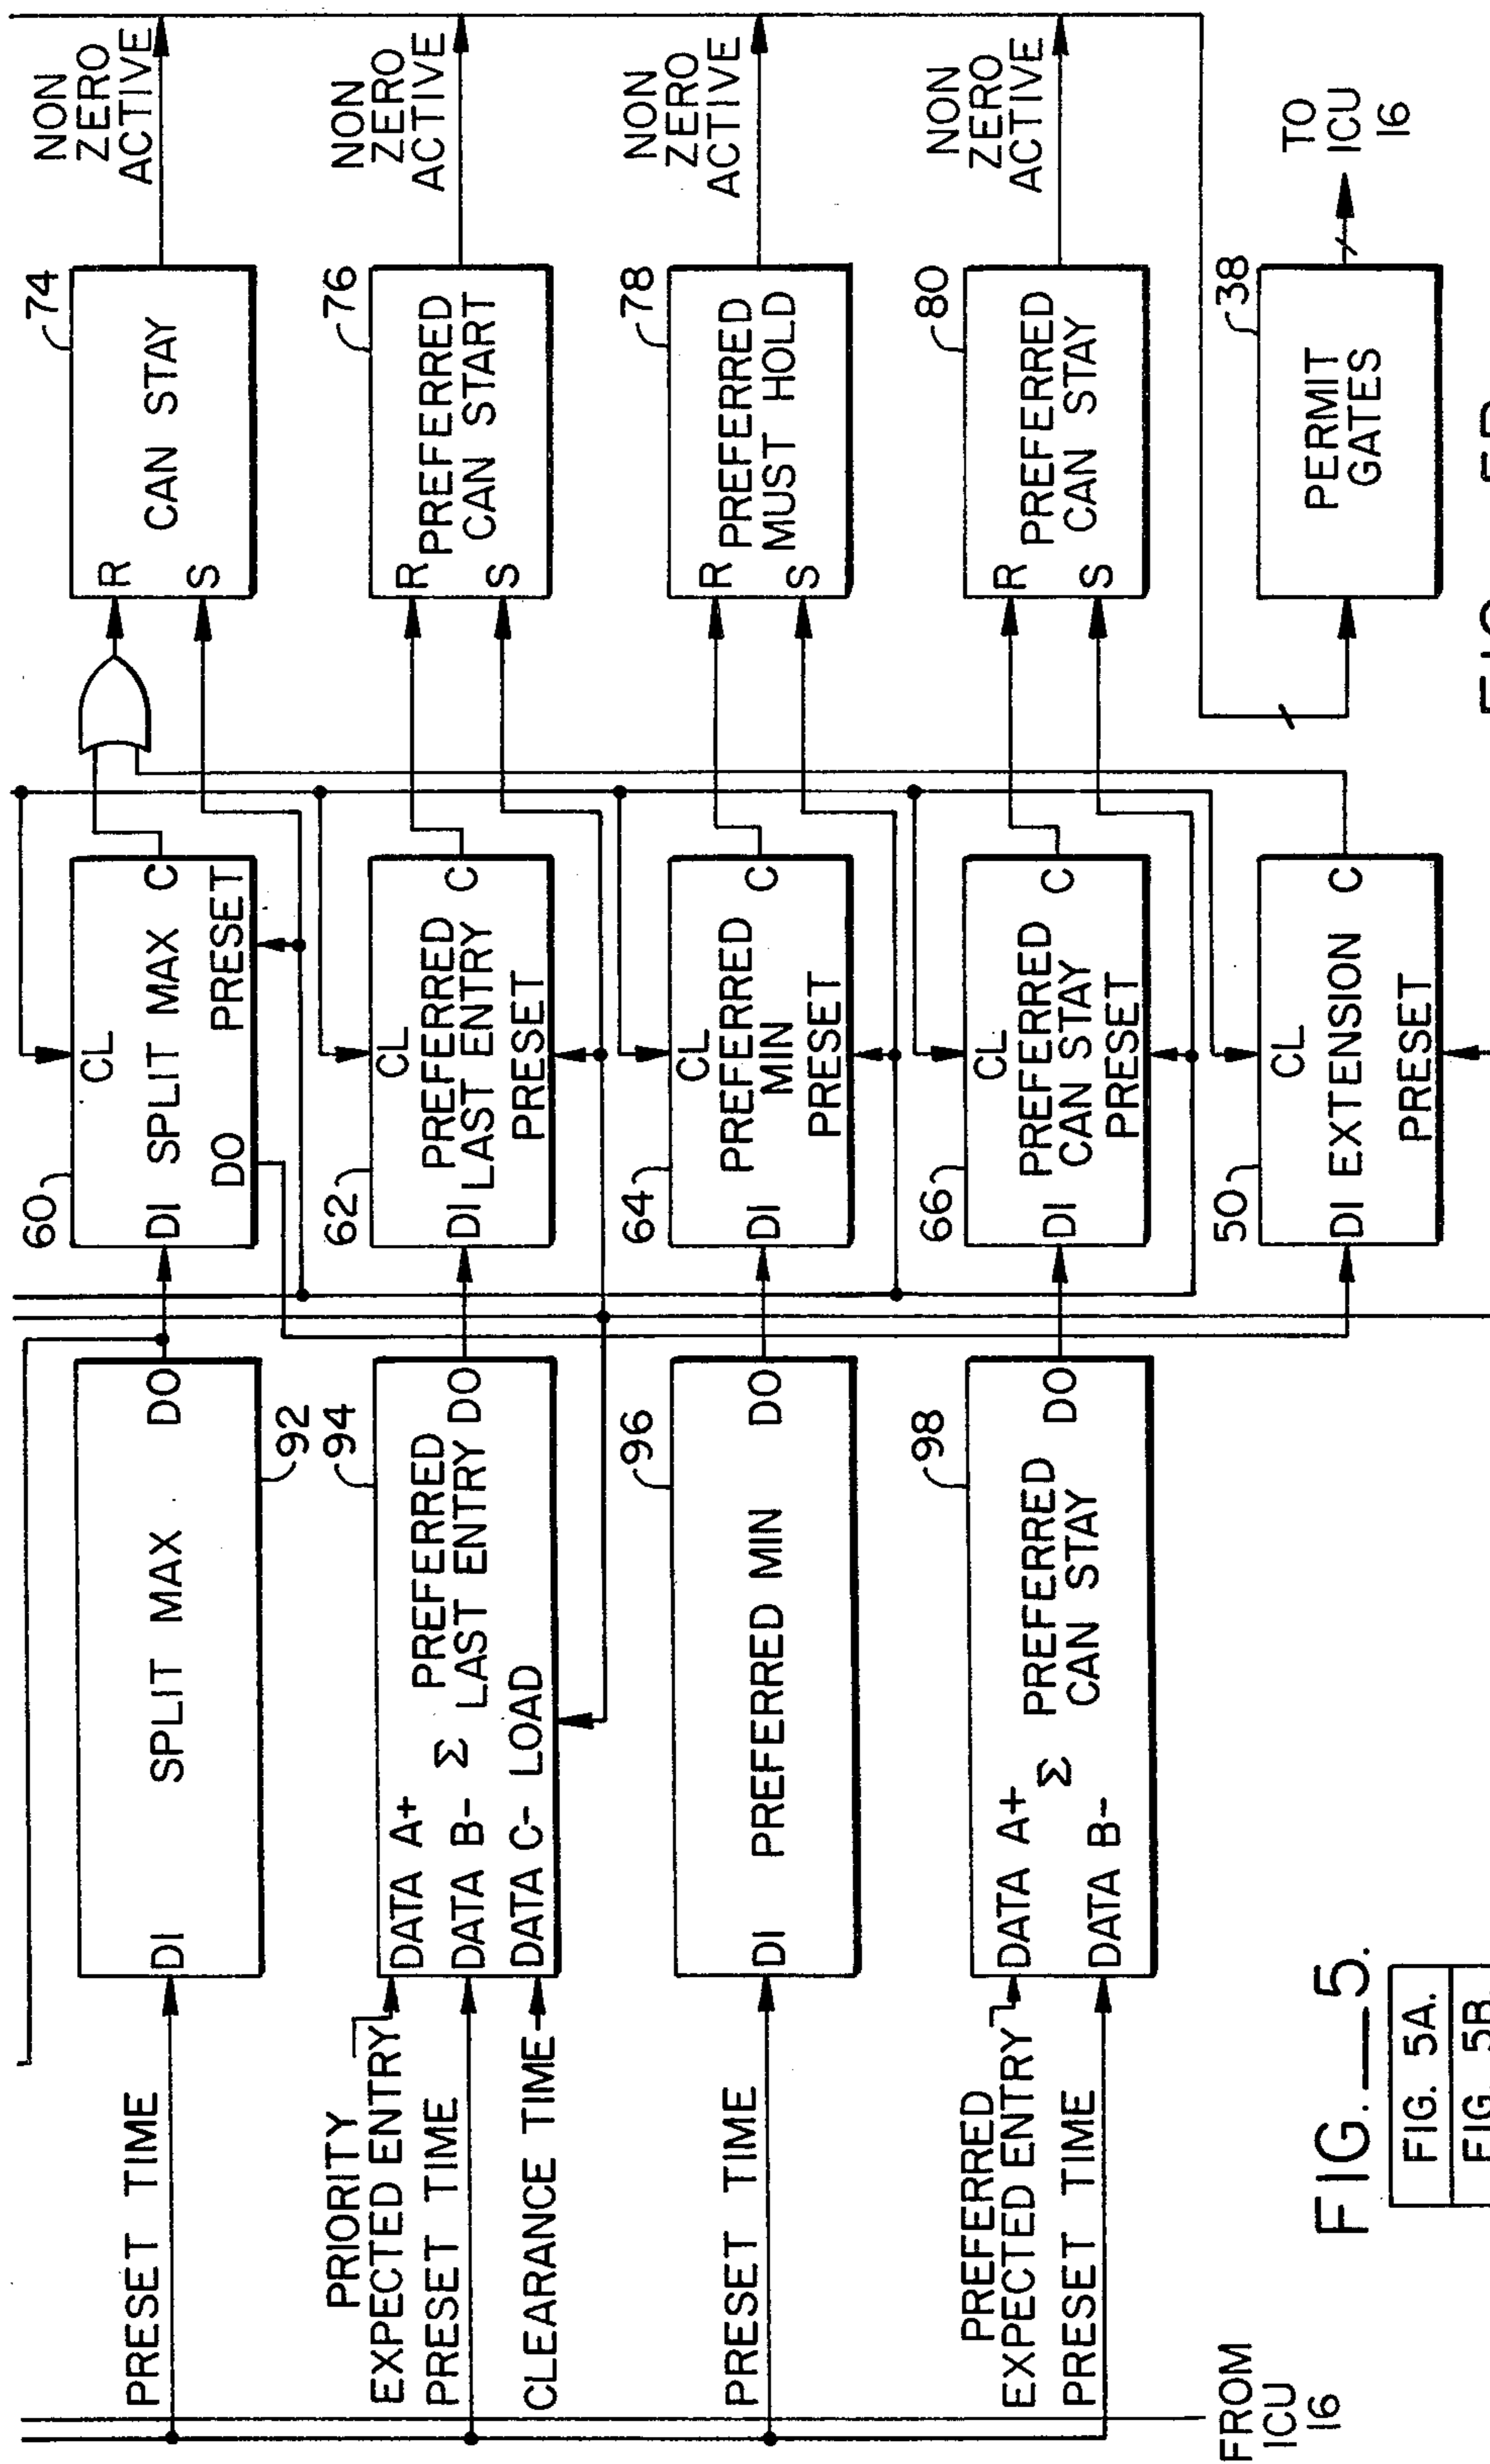 PRESET TIME
DI
SPLIT MAX
DO
92
60
DI SPLIT MAX C
CL
DO
PRESET
R
S
CAN STAY
74
NON
ZERO
ACTIVE
PRIORITY
EXPECTED ENTRY
PRESET TIME
CLEARANCE TIME
DATA A+
DATA B-
DATA C- LOAD
Σ
PREFERRED
LAST ENTRY
DO
94
62
DI
CL
PREFERRED
LAST ENTRY
PRESET
C
R
S
PREFERRED
CAN START
76
NON
ZERO
ACTIVE
PRESET TIME
DI
PREFERRED MIN
DO
96
64
DI
CL
PREFERRED
MIN
PRESET
C
R
S
PREFERRED
MUST HOLD
78
NON
ZERO
ACTIVE
PREFERRED
EXPECTED ENTRY
PRESET TIME
DATA A+
DATA B-
Σ
PREFERRED
CAN STAY
DO
98
66
DI
CL
PREFERRED
CAN STAY
PRESET
C
R
S
PREFERRED
CAN STAY
80
NON
ZERO
ACTIVE
FROM
ICU
16
50
CL
DI EXTENSION C
PRESET
PERMIT
GATES
38
TO
ICU
16
FIG.—5.
FIG. 5A.
FIG. 5B.